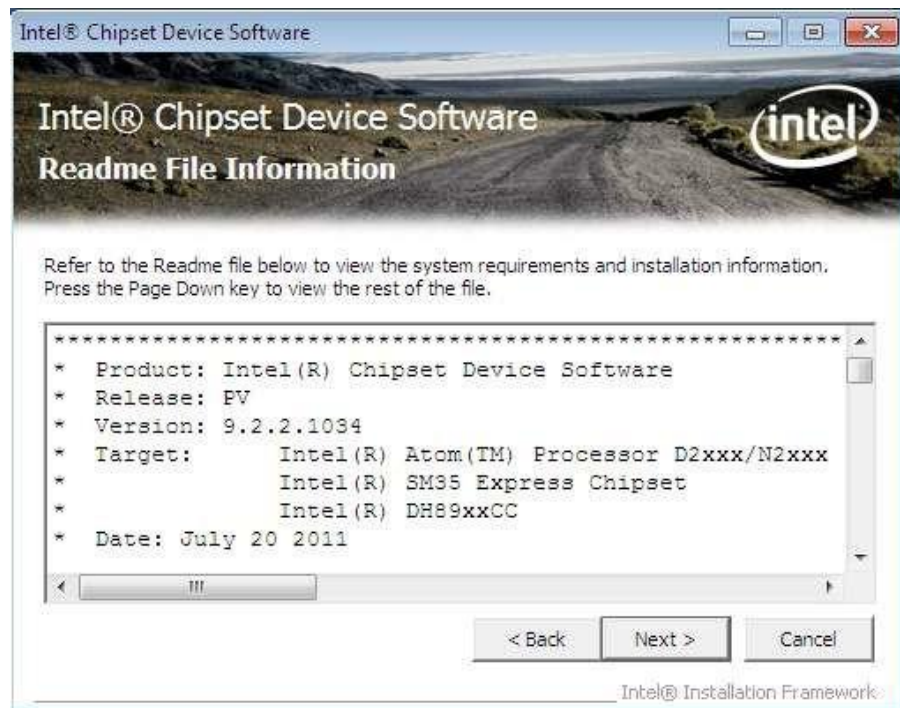 Intel® Chipset Device Software
Intel® Chipset Device Software
intel
Readme File Information
Refer to the Readme file below to view the system requirements and installation information.
Press the Page Down key to view the rest of the file.
********************************************************
* Product: Intel(R) Chipset Device Software
* Release: PV
* Version: 9.2.2.1034
* Target: Intel(R) Atom(TM) Processor D2xxx/N2xxx
* Intel(R) SM35 Express Chipset
* Intel(R) DH89xxCC
* Date: July 20 2011
< Back Next > Cancel
Intel® Installation Framework